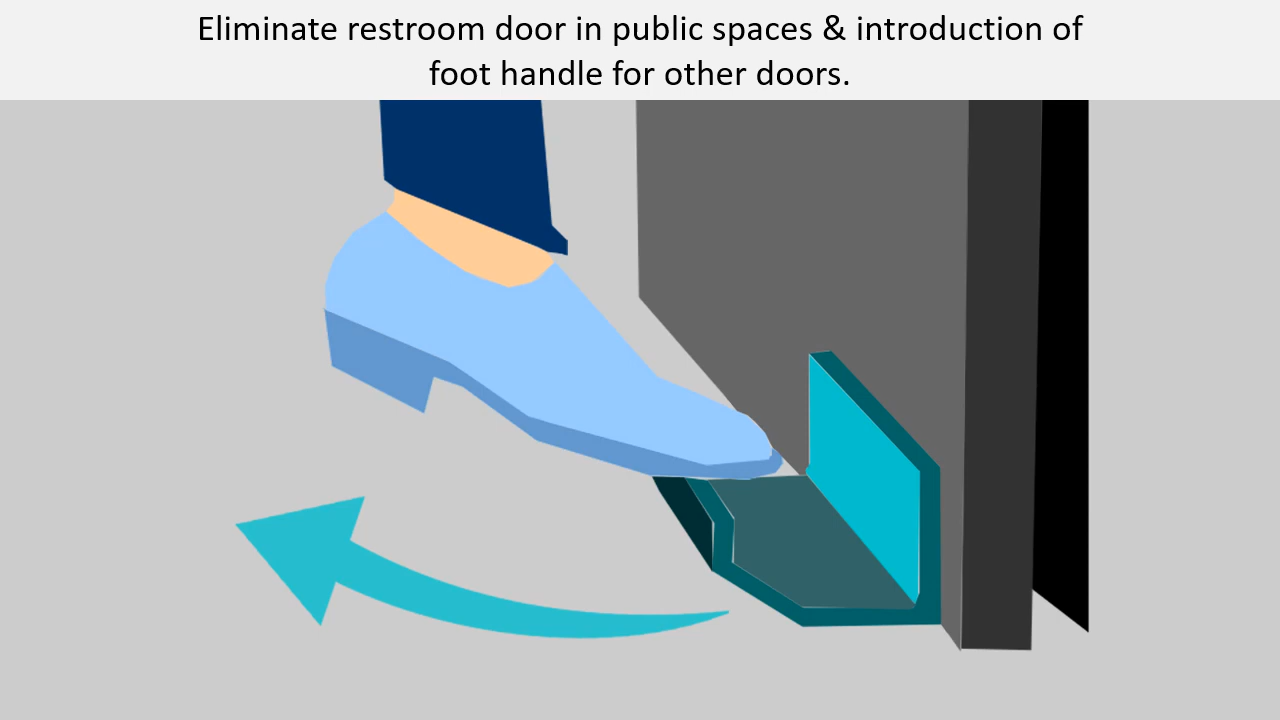 Eliminate restroom door in public spaces & introduction of
foot handle for other doors.